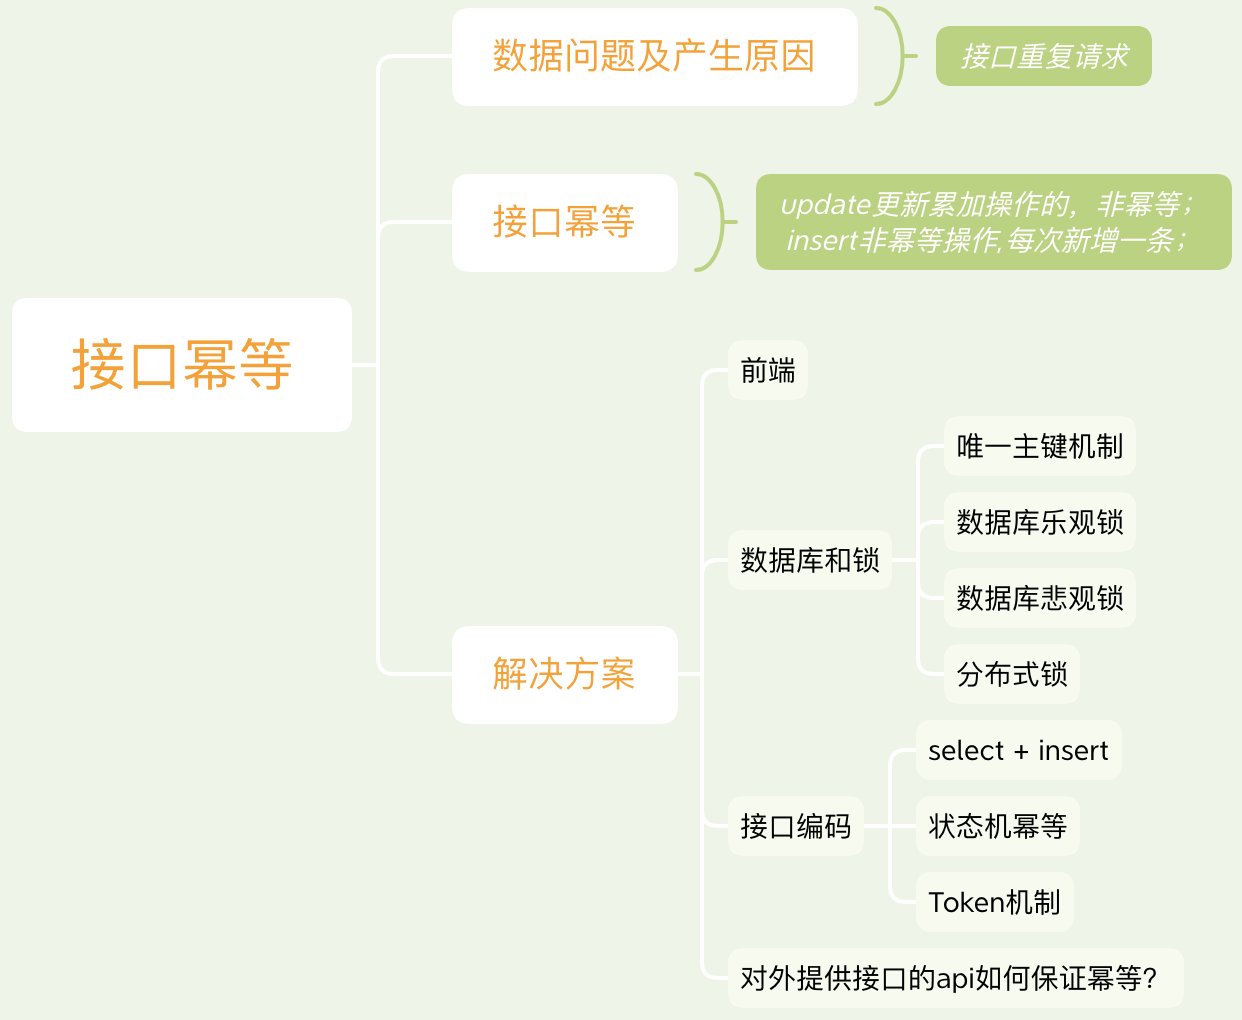 数据问题及产生原因
接口重复请求
接口幂等
update更新累加操作的，非幂等；
insert非幂等操作,每次新增一条；
接口幂等
解决方案
前端
数据库和锁
唯一主键机制
数据库乐观锁
数据库悲观锁
分布式锁
接口编码
select + insert
状态机幂等
Token机制
对外提供接口的api如何保证幂等？